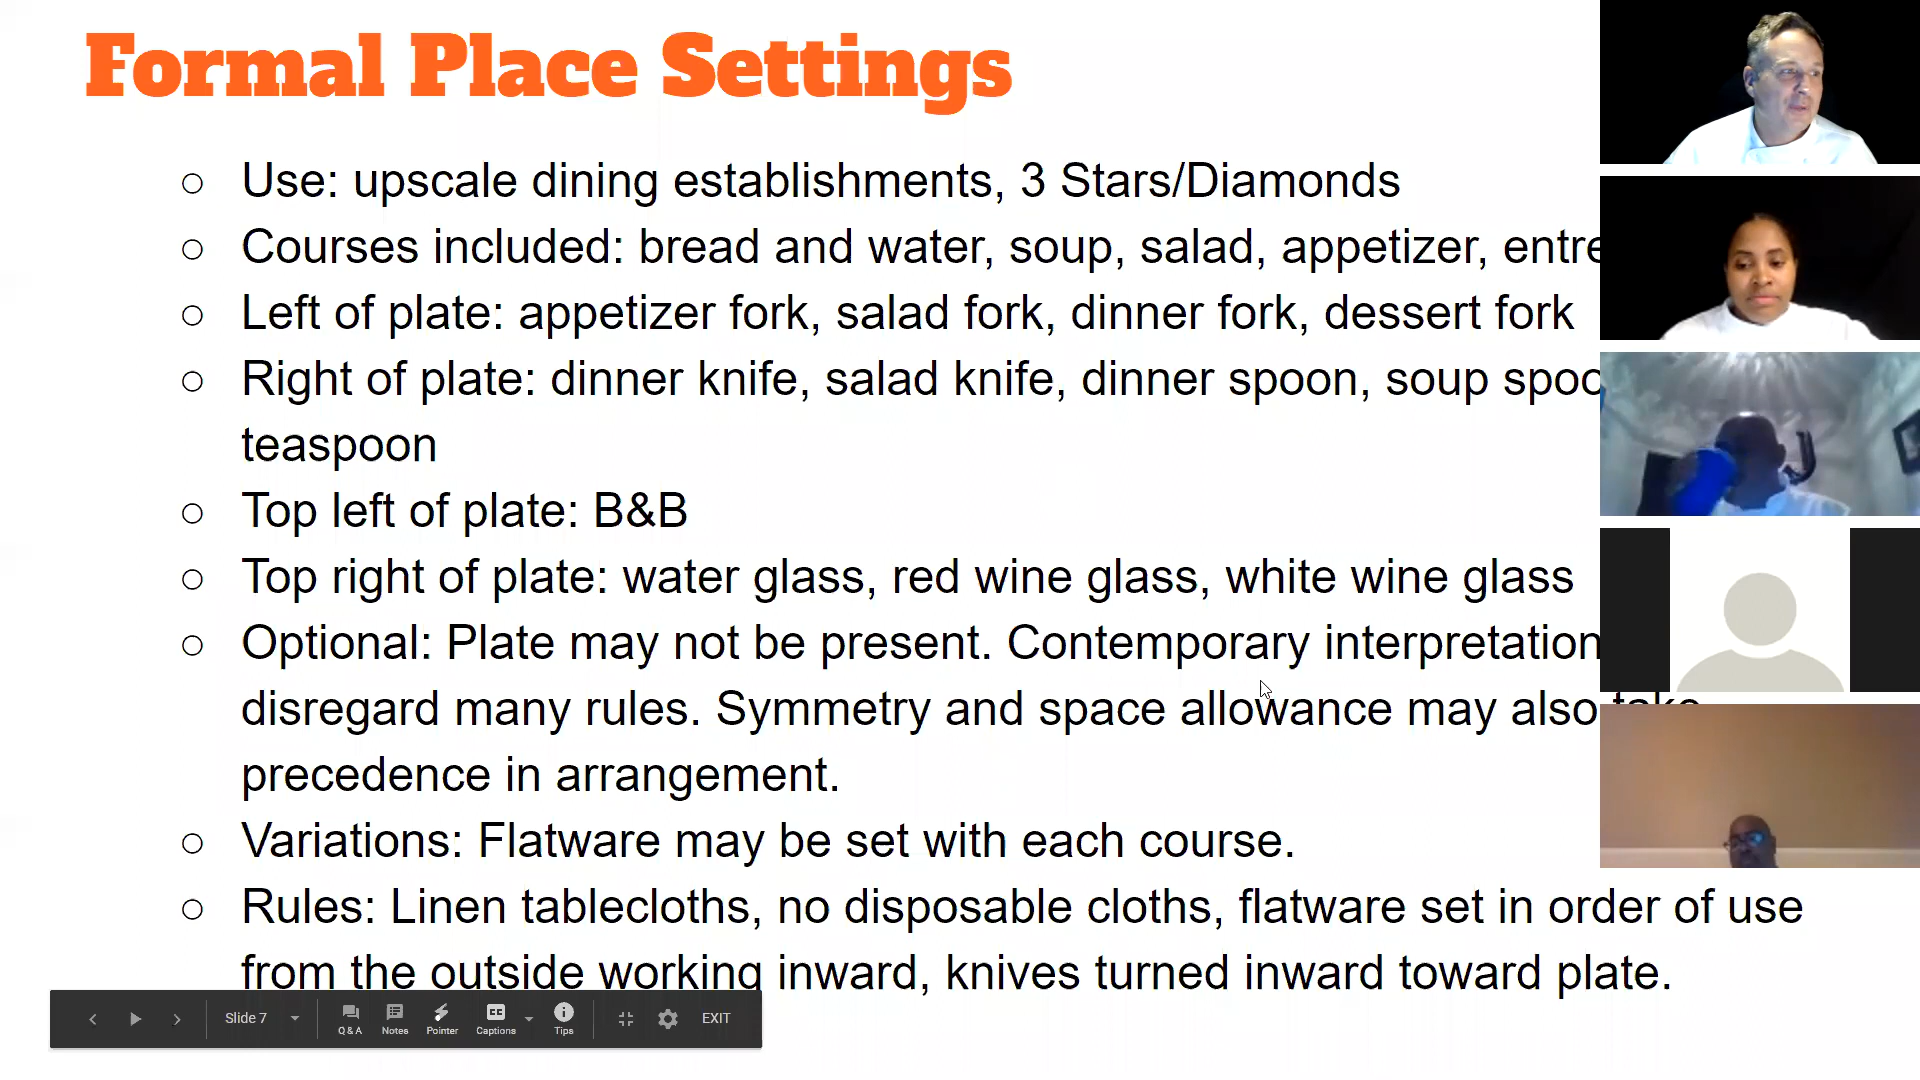 Formal Place Settings
Use: upscale dining establishments, 3 Stars/Diamonds
Courses included: bread and water, soup, salad, appetizer,
Left of plate: appetizer fork, salad fork, dinner fork, dessert fork
Right of plate: dinner knife, salad knife, dinner spoon, soup
teaspoon
Top left of plate: B&B
Top right of plate: water glass, red wine glass, white wine glass
Optional: Plate may not be present. Contemporary interpretation
disregard many rules. Symmetry and space allowance may also take
precedence in arrangement.
Variations: Flatware may be set with each course.
Rules: Linen tablecloths, no disposable cloths, flatware set in order of use
from the outside working inward, knives turned inward toward plate.
Slide 7 Q & A Notes Pointer CC Captions Tips EXIT